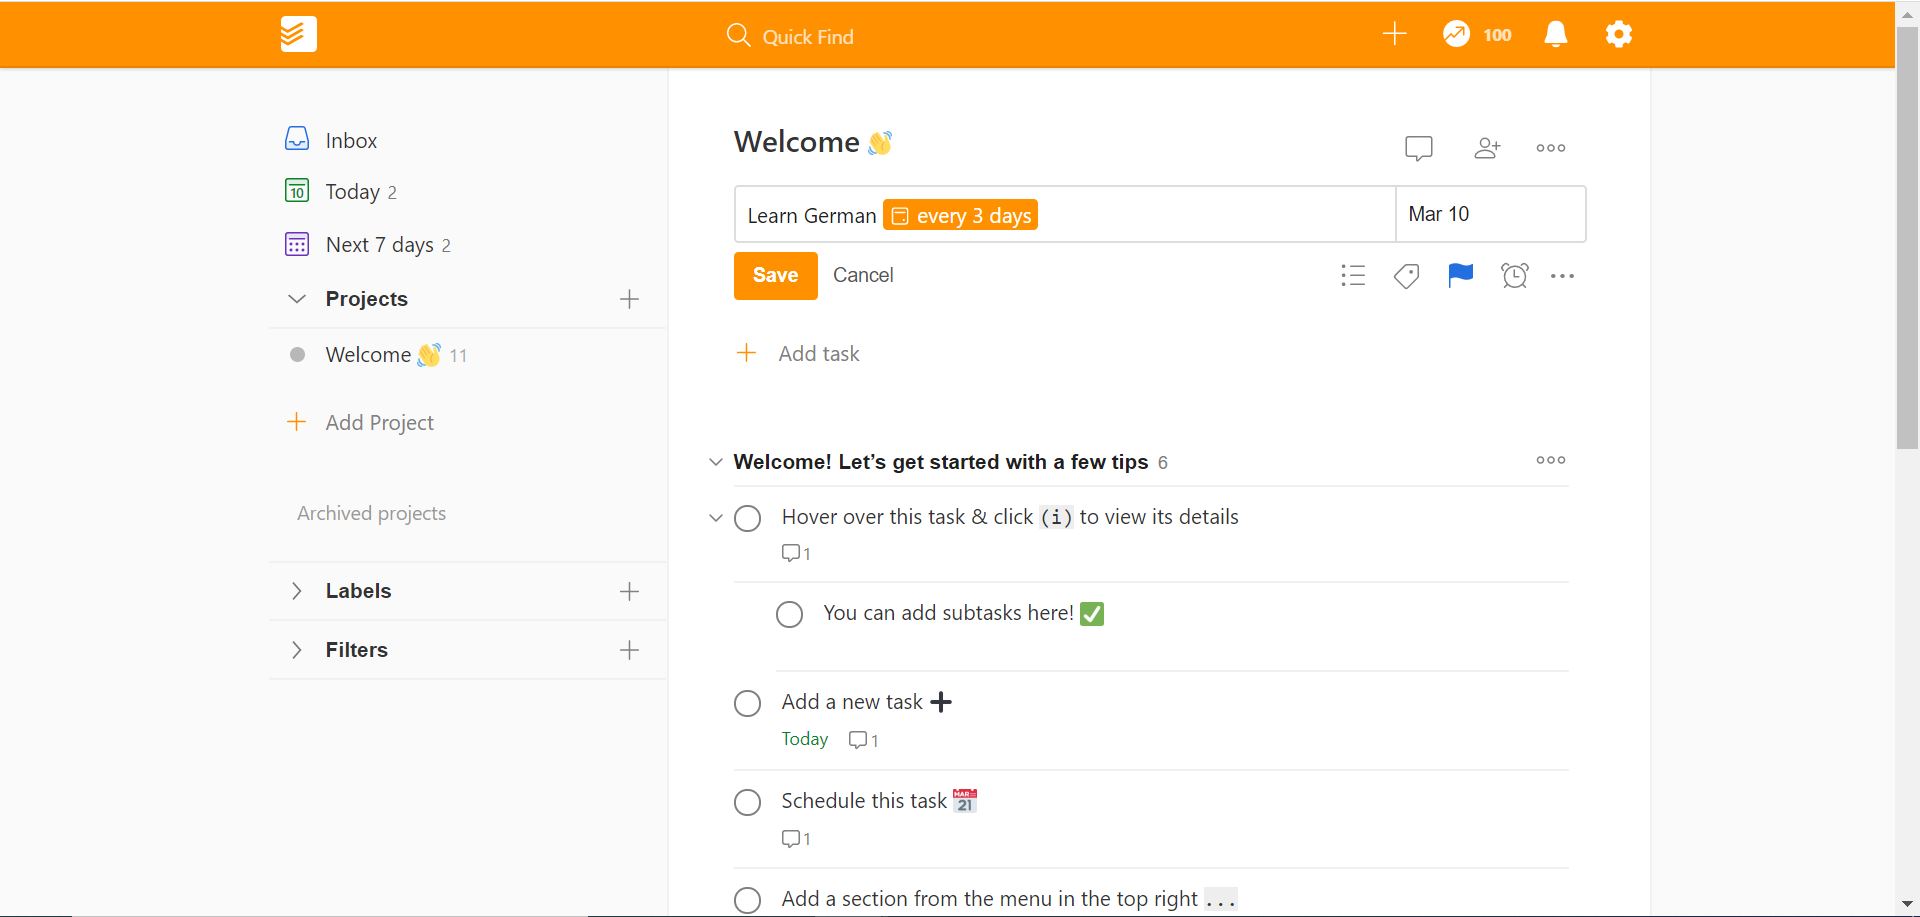 Quick Find
100
Inbox
10
Today 2
Next 7 days 2
Projects
Welcome 👋 11
Add Project
Archived projects
Labels
Filters
Welcome 👋
Learn German every 3 days
Mar 10
Save Cancel
Add task
Welcome! Let’s get started with a few tips 6
Hover over this task & click (i) to view its details
1
You can add subtasks here! ✅
Add a new task ➕
Today 1
Schedule this task
MAR
21
1
Add a section from the menu in the top right ...